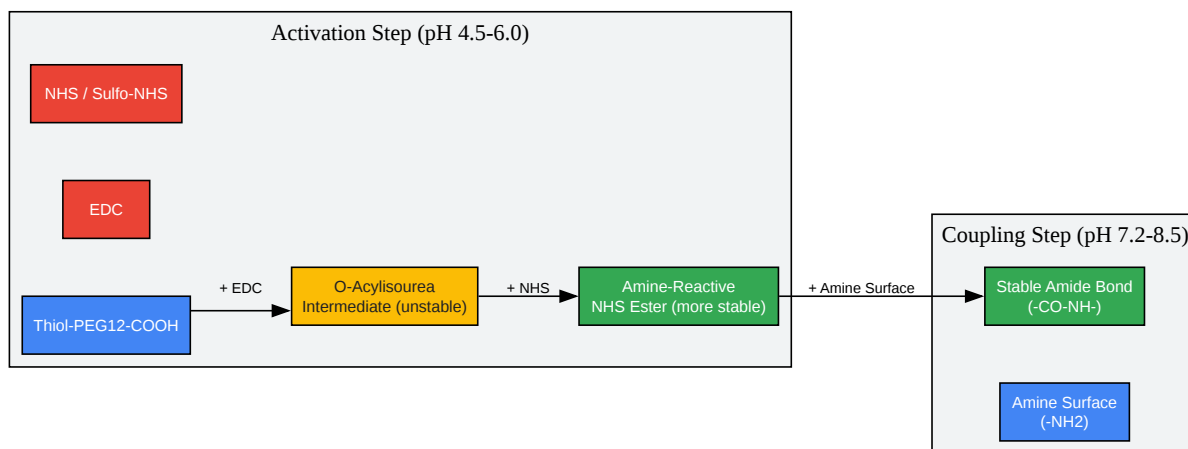 Activation Step (pH 4.5-6.0)
NHS / Sulfo-NHS
EDC
Thiol-PEG12-COOH
+ EDC
O-Acylisourea
Intermediate (unstable)
+ NHS
Amine-Reactive
NHS Ester (more stable)
+ Amine Surface
Coupling Step (pH 7.2-8.5)
Stable Amide Bond
(-CO-NH-)
Amine Surface
(-NH2)